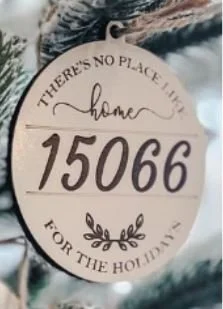 THERE'S NO PLACE LIKE
home
15066
FOR THE HOLIDAYS